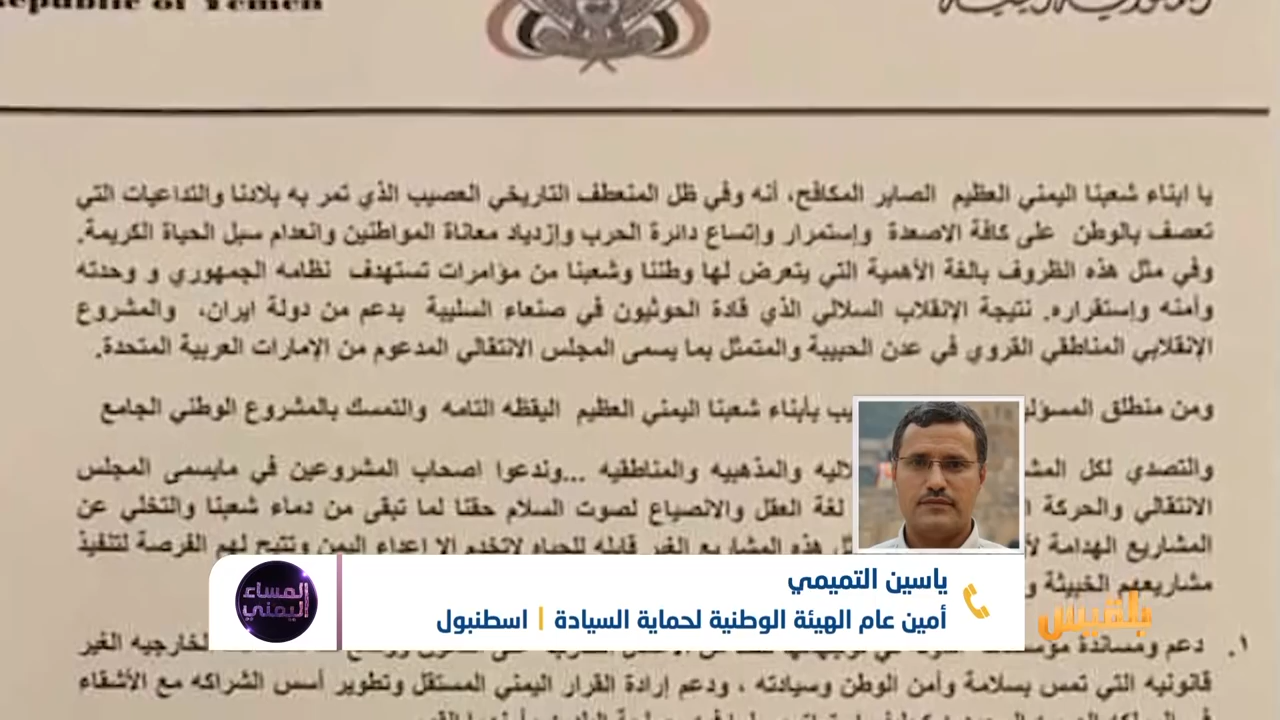 Republic of Yemen
يا ابناء شعبنا اليمني العظيم الصابر المكافح، أنه وفي ظل المنعطف التاريخي العصيب الذي تمر به بلادنا والتداعيات التي
تعصف بالوطن على كافة الاصعدة وإستمرار وإتساع دائرة الحرب وإزدياد معاناة المواطنين وانعدام سبل الحياة الكريمة.
وفي مثل هذه الظروف بالغة الأهمية التي يتعرض لها وطننا وشعبنا من مؤامرات تستهدف نظامه الجمهوري و وحدته
وأمنه وإستقراره. نتيجة الإنقلاب السلالي الذي قادة الحوثيون في صنعاء السليبة بدعم من دولة ايران، والمشروع
الإنقلابي المناطقي القروي في عدن الحبيبة والمتمثل بما يسمى المجلس الانتقالي المدعوم من الإمارات العربية المتحدة.
ومن منطلق بأبناء شعبنا اليمني العظيم اليقظه التامه والتمسك بالمشروع الوطني الجامع
والتصدي لكل والمذهبيه والمناطقيه ...وندعوا اصحاب المشروعين في مايسمى المجلس
الانتقالي والحركة لغة العقل والانصياع لصوت السلام حقنا لما تبقى من دماء شعبنا والتخلي عن
المشاريع الهدامة هذه المشاريع الغير قابله للحياه لاتخدم الا اعداء اليمن وتتيح لهم الفرصة لتنفيذ
مشاريعهم الخبيثة
ياسين التميمي
أمين عام الهيئة الوطنية لحماية السيادة | اسطنبول
المساء
اليمني
بلقيس
١. دعم ومساندة
قانونيه التي تمس بسلامة وأمن الوطن وسيادته ، ودعم إرادة القرار اليمني المستقل وتطوير أسس الشراكه مع الأشقاء